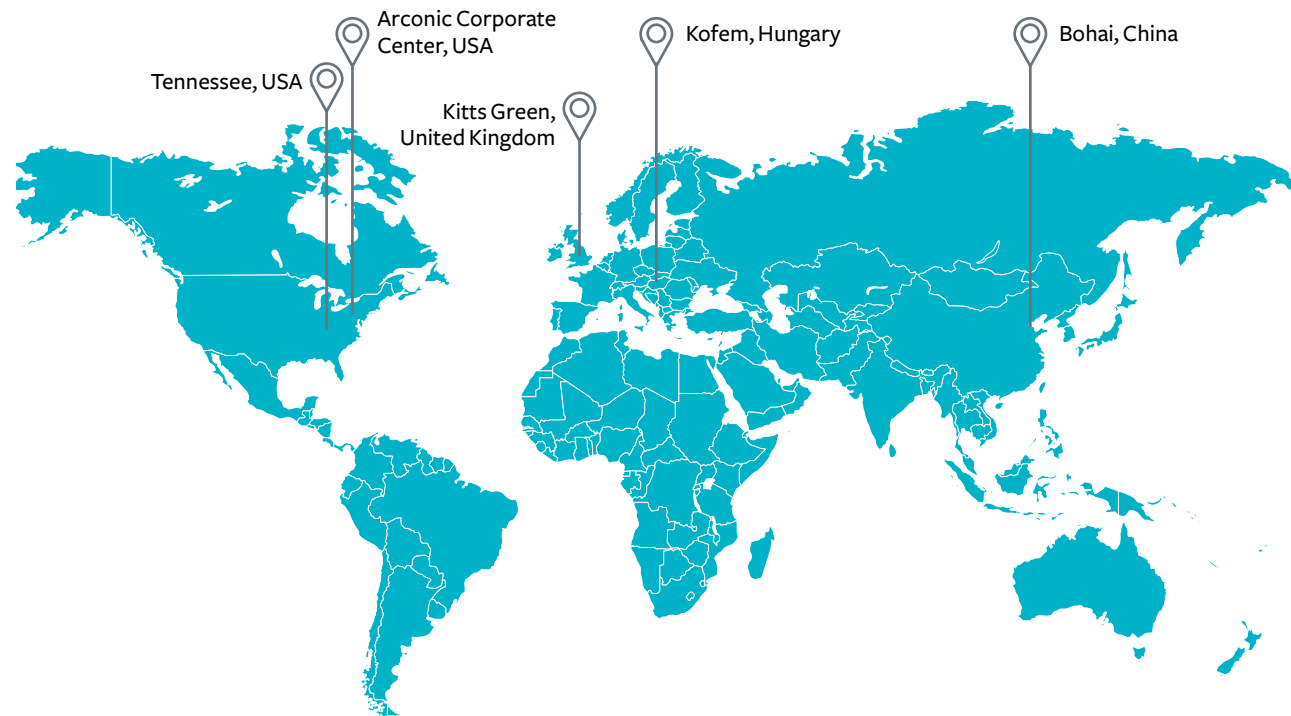 Arconic Corporate
Center, USA
Tennessee, USA
Kitts Green,
United Kingdom
Kofem, Hungary
Bohai, China